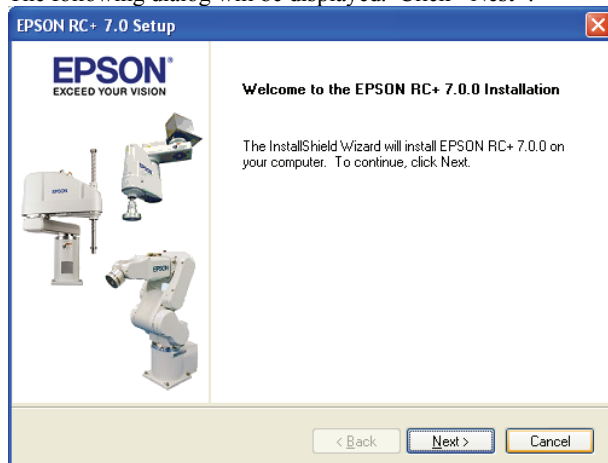 The following dialog will be displayed. Click "Next".
EPSON RC+ 7.0 Setup
EPSON®
EXCEED YOUR VISION
Welcome to the EPSON RC+ 7.0.0 Installation
The InstallShield Wizard will install EPSON RC+ 7.0.0 on
your computer. To continue, click Next.
EPSON
EPSON
< Back
Next >
Cancel